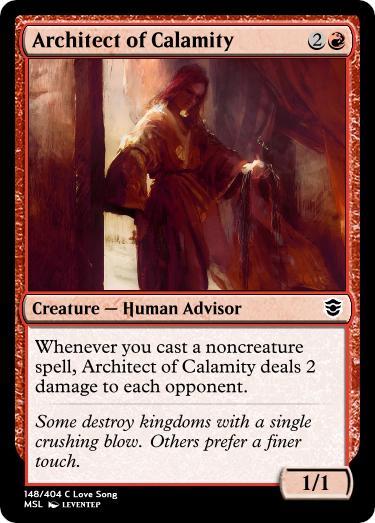 Architect of Calamity 2
Creature — Human Advisor
Whenever you cast a noncreature
spell, Architect of Calamity deals 2
damage to each opponent.
Some destroy kingdoms with a single
crushing blow. Others prefer a finer
touch.
1/1
148/404 C Love Song
MSL LEVENTEP